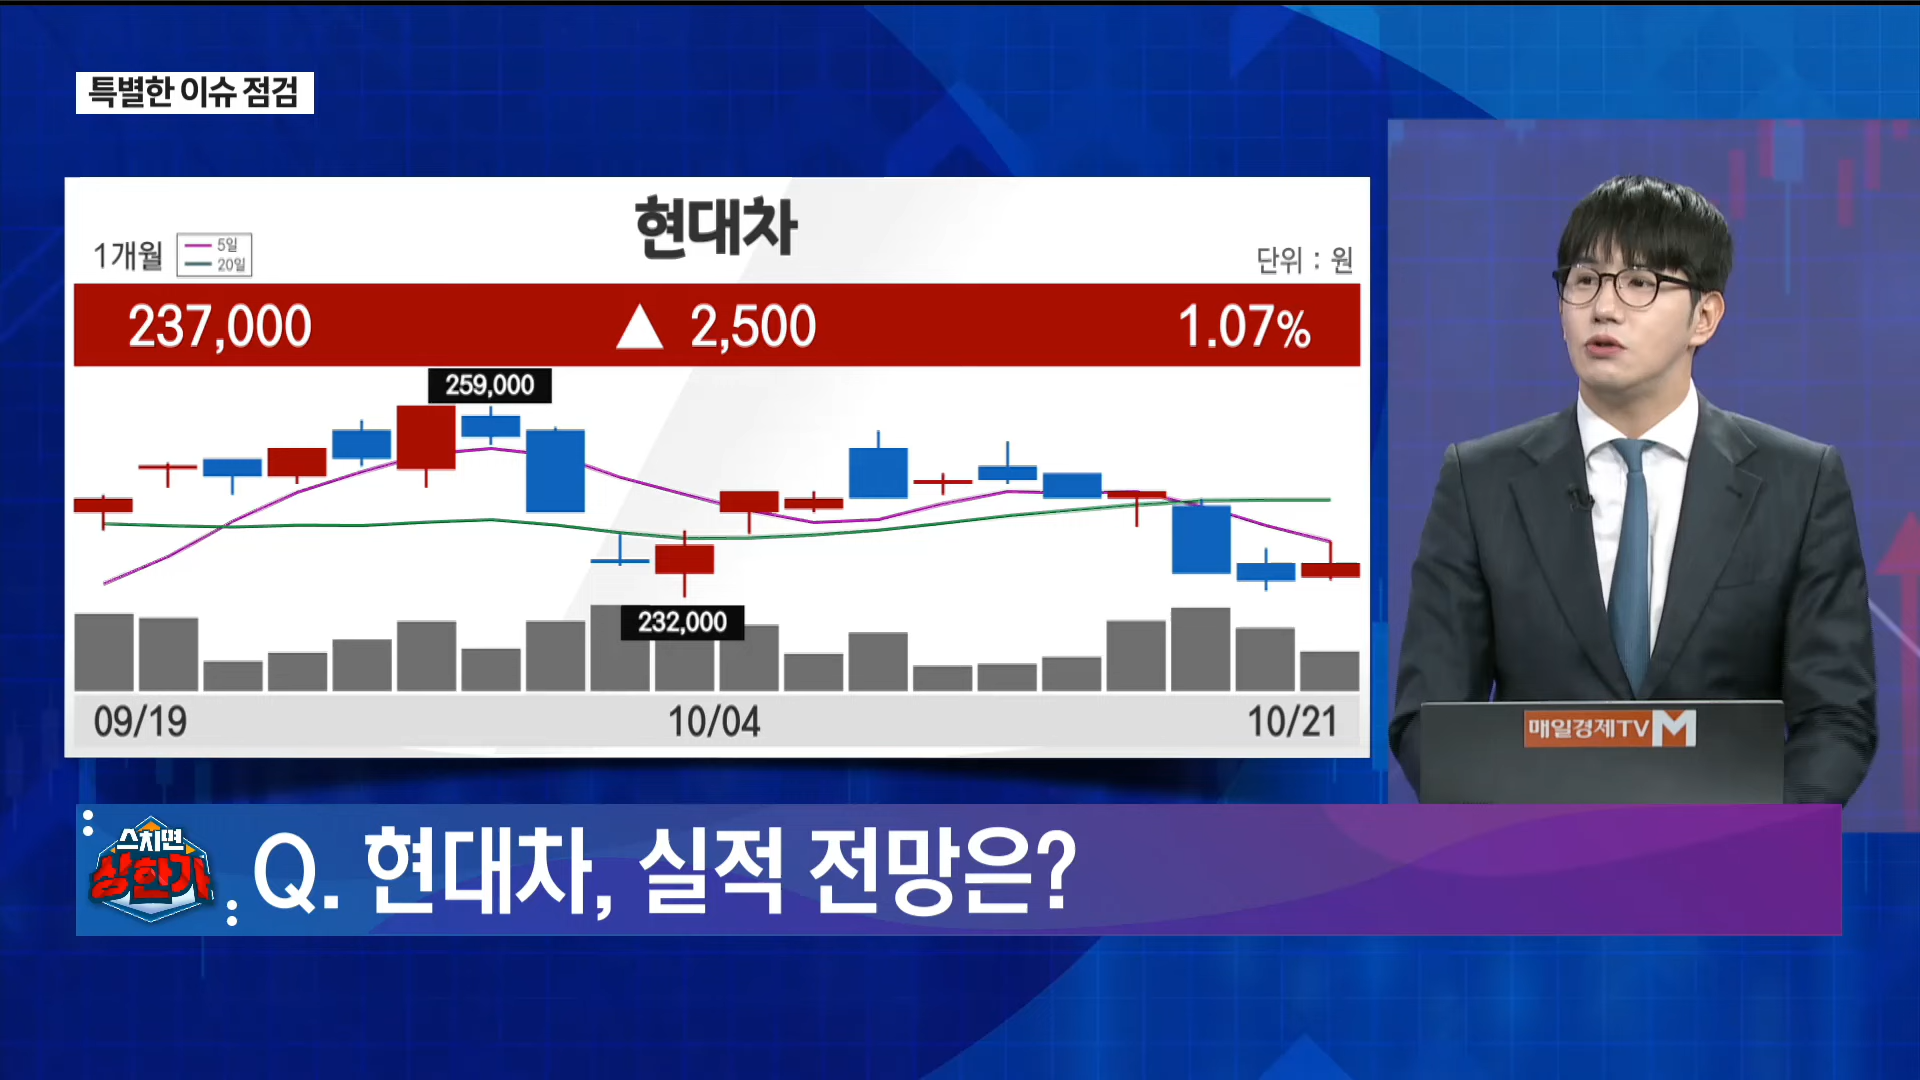 특별한 이슈 점검
현대차
1개월
5일
20일
단위 : 원
237,000 ▲ 2,500 1.07%
259,000
232,000
09/19 10/04 10/21
매일경제TV M
스치면
상한가
Q. 현대차, 실적 전망은?